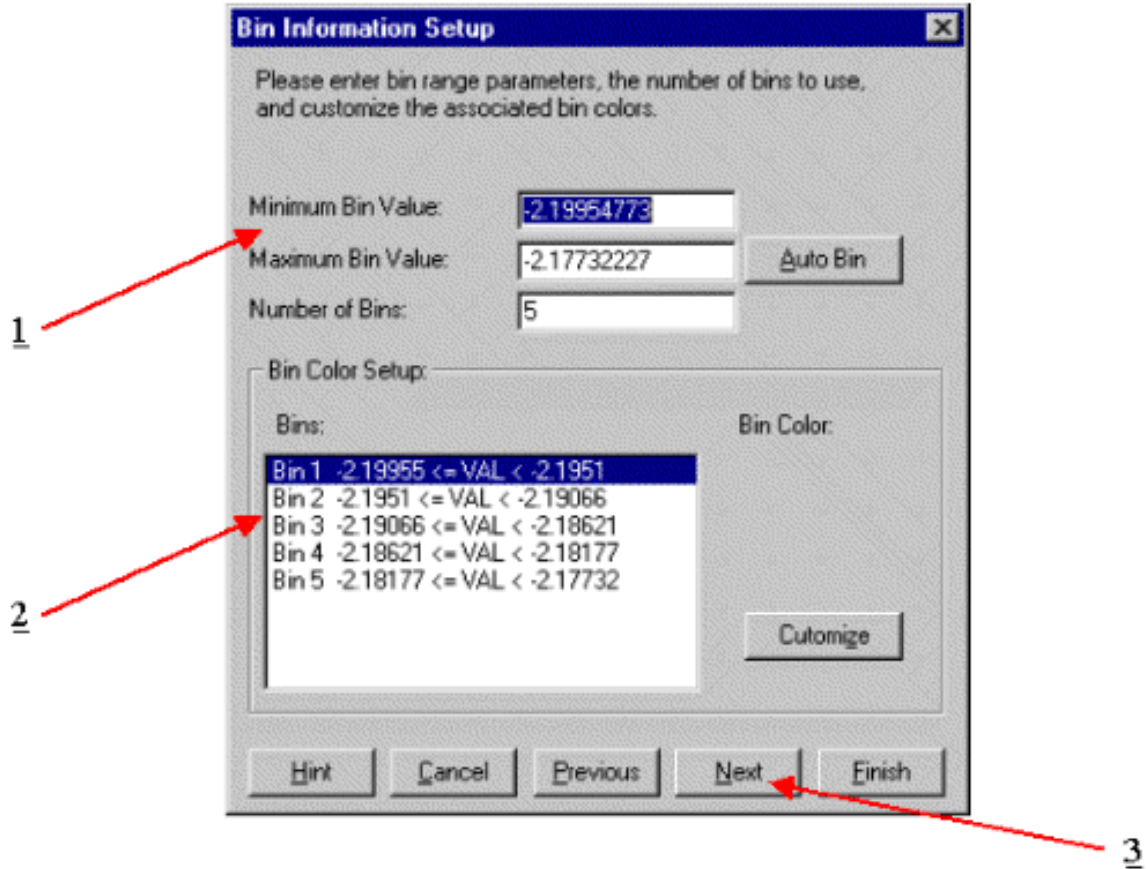 Bin Information Setup
Please enter bin range parameters, the number of bins to use,
and customize the associated bin colors.
Minimum Bin Value: -2.19954773
Maximum Bin Value: -2.17732227 Auto Bin
Number of Bins: 5
1
Bin Color Setup:
Bins: Bin Color:
Bin 1 -2.19955 <= VAL < -2.1951
Bin 2 -2.1951 <= VAL < -2.19066
Bin 3 -2.19066 <= VAL < -2.18621
Bin 4 -2.18621 <= VAL < -2.18177
Bin 5 -2.18177 <= VAL < -2.17732
2
Cutomize
Hint Cancel Previous Next Finish
3